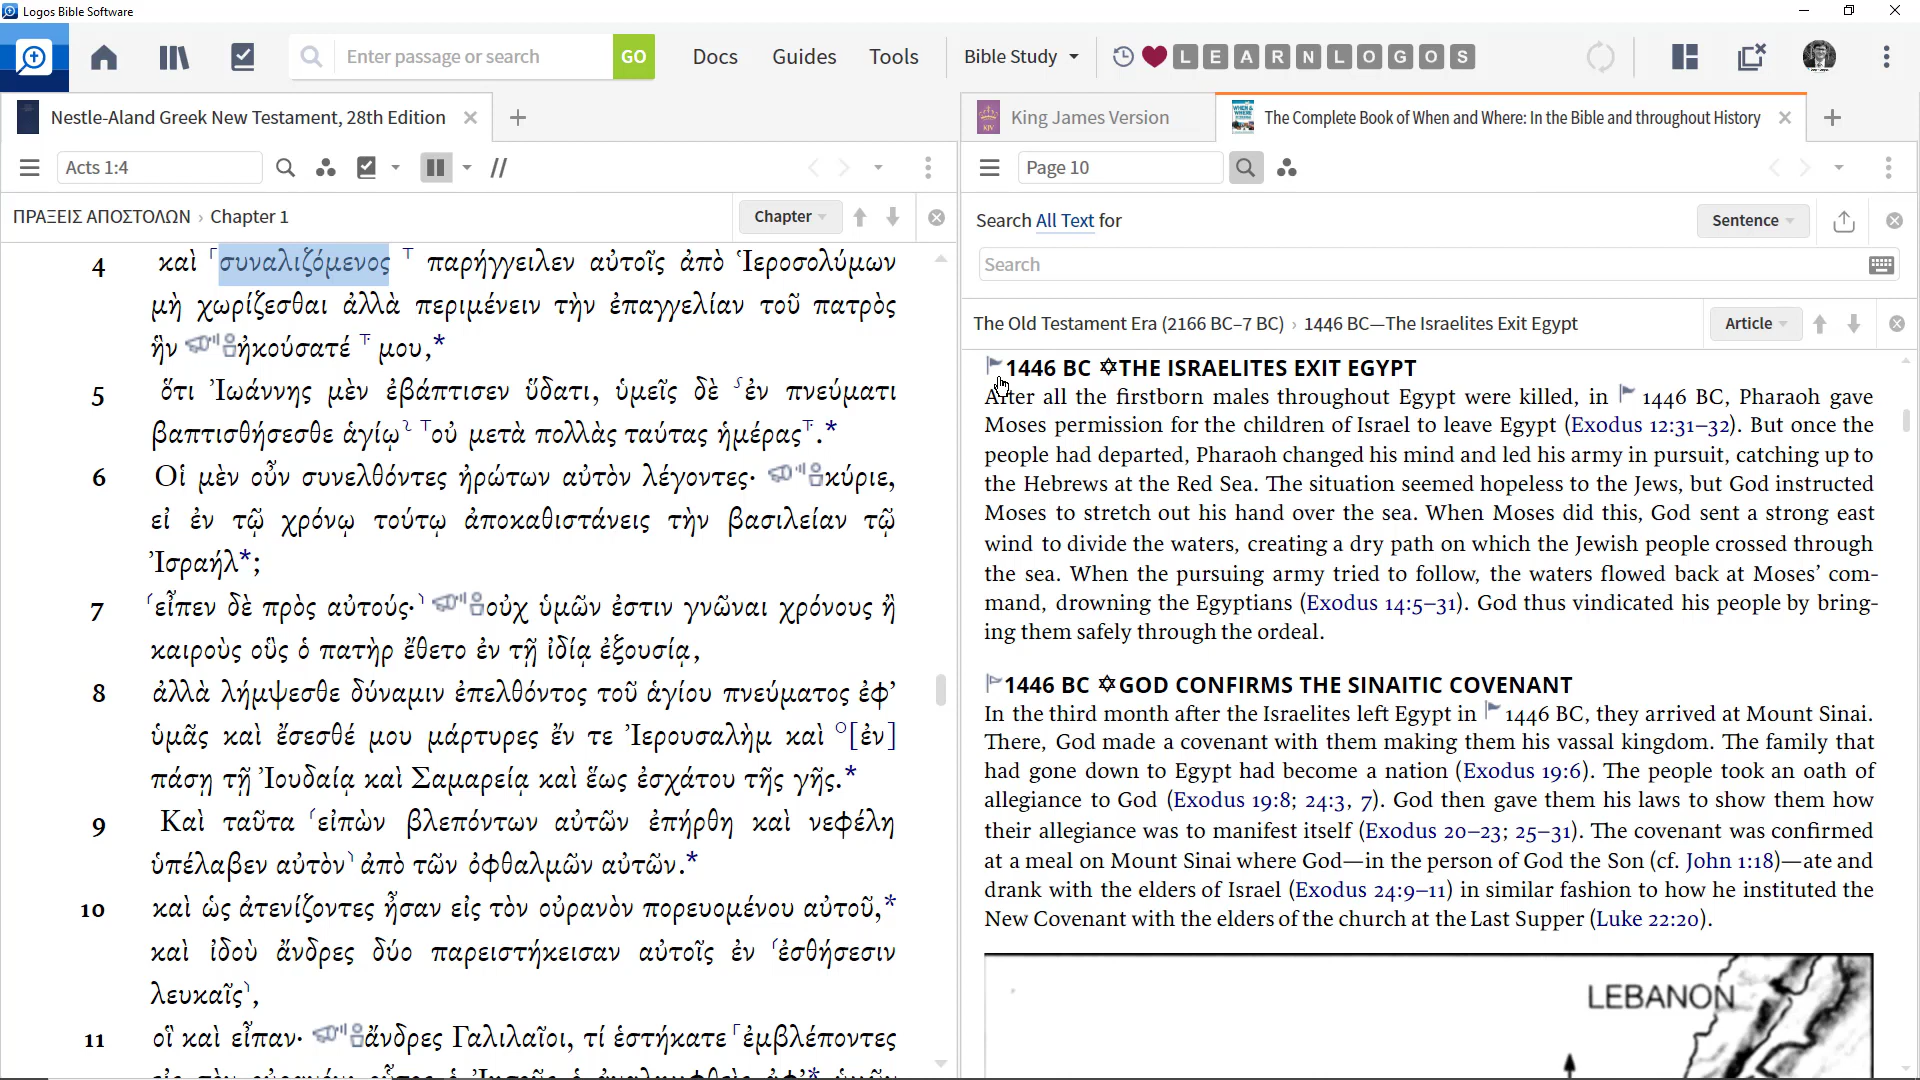 Logos Bible Software
Enter passage or search
GO
Docs
Guides
Tools
Bible Study
L E A R N L O G O S
Nestle-Aland Greek New Testament, 28th Edition
Acts 1:4
ΠΡΑΞΕΙΣ ΑΠΟΣΤΟΛΩΝ › Chapter 1
Chapter
4 καὶ ⸀συναλιζόμενος ⸆ παρήγγειλεν αὐτοῖς ἀπὸ Ἱεροσολύμων
μὴ χωρίζεσθαι ἀλλὰ περιμένειν τὴν ἐπαγγελίαν τοῦ πατρὸς
ἣν ἠκούσατέ ⸇ μου,*
5 ὅτι Ἰωάννης μὲν ἐβάπτισεν ὕδατι, ὑμεῖς δὲ ⸂ἐν πνεύματι
βαπτισθήσεσθε ἁγίῳ⸃ ⸆οὐ μετὰ πολλὰς ταύτας ἡμέρας⸇.*
6 Οἱ μὲν οὖν συνελθόντες ἠρώτων αὐτὸν λέγοντες· κύριε,
εἰ ἐν τῷ χρόνῳ τούτῳ ἀποκαθιστάνεις τὴν βασιλείαν τῷ
Ἰσραήλ*;
7 ⸂εἶπεν δὲ πρὸς αὐτούς·⸃ οὐχ ὑμῶν ἐστιν γνῶναι χρόνους ἢ
καιροὺς οὓς ὁ πατὴρ ἔθετο ἐν τῇ ἰδίᾳ ἐξουσίᾳ,
8 ἀλλὰ λήμψεσθε δύναμιν ἐπελθόντος τοῦ ἁγίου πνεύματος ἐφ’
ὑμᾶς καὶ ἔσεσθέ μου μάρτυρες ἔν τε Ἰερουσαλὴμ καὶ ⸰[ἐν]
πάσῃ τῇ Ἰουδαίᾳ καὶ Σαμαρείᾳ καὶ ἕως ἐσχάτου τῆς γῆς.*
9 Καὶ ταῦτα ⸂εἰπὼν βλεπόντων αὐτῶν ἐπήρθη καὶ νεφέλη
ὑπέλαβεν αὐτὸν⸃ ἀπὸ τῶν ὀφθαλμῶν αὐτῶν.*
10 καὶ ὡς ἀτενίζοντες ἦσαν εἰς τὸν οὐρανὸν πορευομένου αὐτοῦ,*
καὶ ἰδοὺ ἄνδρες δύο παρειστήκεισαν αὐτοῖς ἐν ⸂ἐσθήσεσιν
λευκαῖς⸃,
11 οἳ καὶ εἶπαν· ἄνδρες Γαλιλαῖοι, τί ἑστήκατε ⸀ἐμβλέποντες
King James Version
The Complete Book of When and Where: In the Bible and throughout History
Page 10
Search All Text for
Sentence
Search
The Old Testament Era (2166 BC–7 BC) › 1446 BC—The Israelites Exit Egypt
Article
1446 BC ✡THE ISRAELITES EXIT EGYPT
After all the firstborn males throughout Egypt were killed, in 1446 BC, Pharaoh gave
Moses permission for the children of Israel to leave Egypt (Exodus 12:31–32). But once the
people had departed, Pharaoh changed his mind and led his army in pursuit, catching up to
the Hebrews at the Red Sea. The situation seemed hopeless to the Jews, but God instructed
Moses to stretch out his hand over the sea. When Moses did this, God sent a strong east
wind to divide the waters, creating a dry path on which the Jewish people crossed through
the sea. When the pursuing army tried to follow, the waters flowed back at Moses’ com-
mand, drowning the Egyptians (Exodus 14:5–31). God thus vindicated his people by bring-
ing them safely through the ordeal.
1446 BC ✡GOD CONFIRMS THE SINAITIC COVENANT
In the third month after the Israelites left Egypt in 1446 BC, they arrived at Mount Sinai.
There, God made a covenant with them making them his vassal kingdom. The family that
had gone down to Egypt had become a nation (Exodus 19:6). The people took an oath of
allegiance to God (Exodus 19:8; 24:3, 7). God then gave them his laws to show them how
their allegiance was to manifest itself (Exodus 20–23; 25–31). The covenant was confirmed
at a meal on Mount Sinai where God—in the person of God the Son (cf. John 1:18)—ate and
drank with the elders of Israel (Exodus 24:9–11) in similar fashion to how he instituted the
New Covenant with the elders of the church at the Last Supper (Luke 22:20).
LEBANON